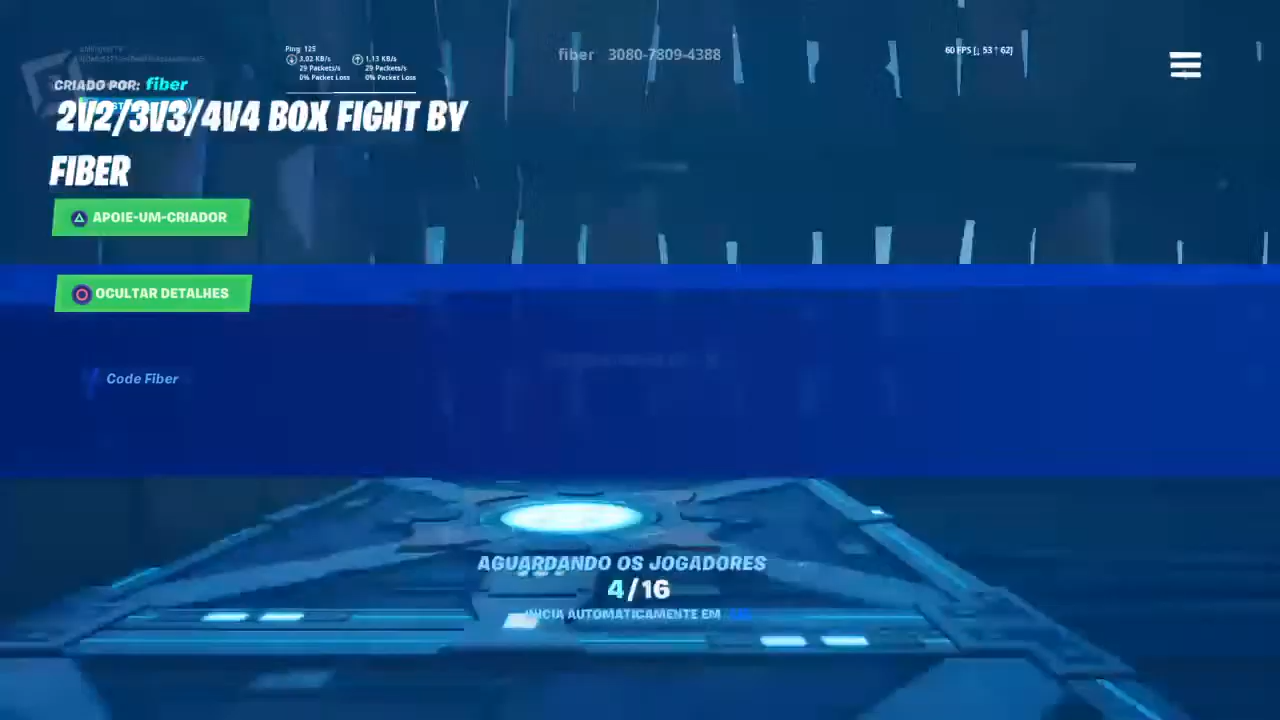 Ping: 125
3.02 KB/s 1.13 KB/s
29 Packets/s 29 Packets/s
0% Packet Loss 0% Packet Loss
fiber 3080-7809-4388
60 FPS [↓ 53 ↑ 62]
CRIADO POR: fiber
2V2/3V3/4V4 BOX FIGHT BY
FIBER
APOIE-UM-CRIADOR
OCULTAR DETALHES
Code Fiber
AGUARDANDO OS JOGADORES
4/16
INICIA AUTOMATICAMENTE EM